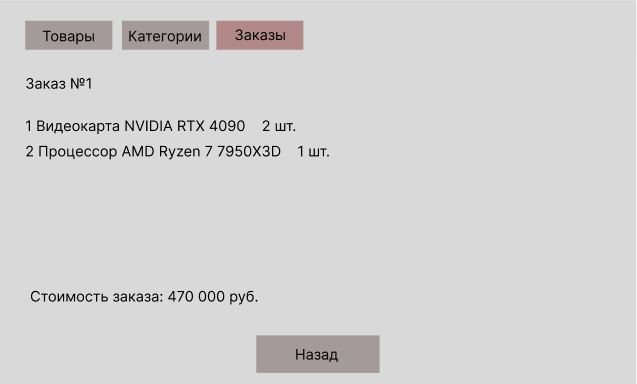 Товары Категории Заказы
Заказ №1
1 Видеокарта NVIDIA RTX 4090 2 шт.
2 Процессор AMD Ryzen 7 7950X3D 1 шт.
Стоимость заказа: 470 000 руб.
Назад